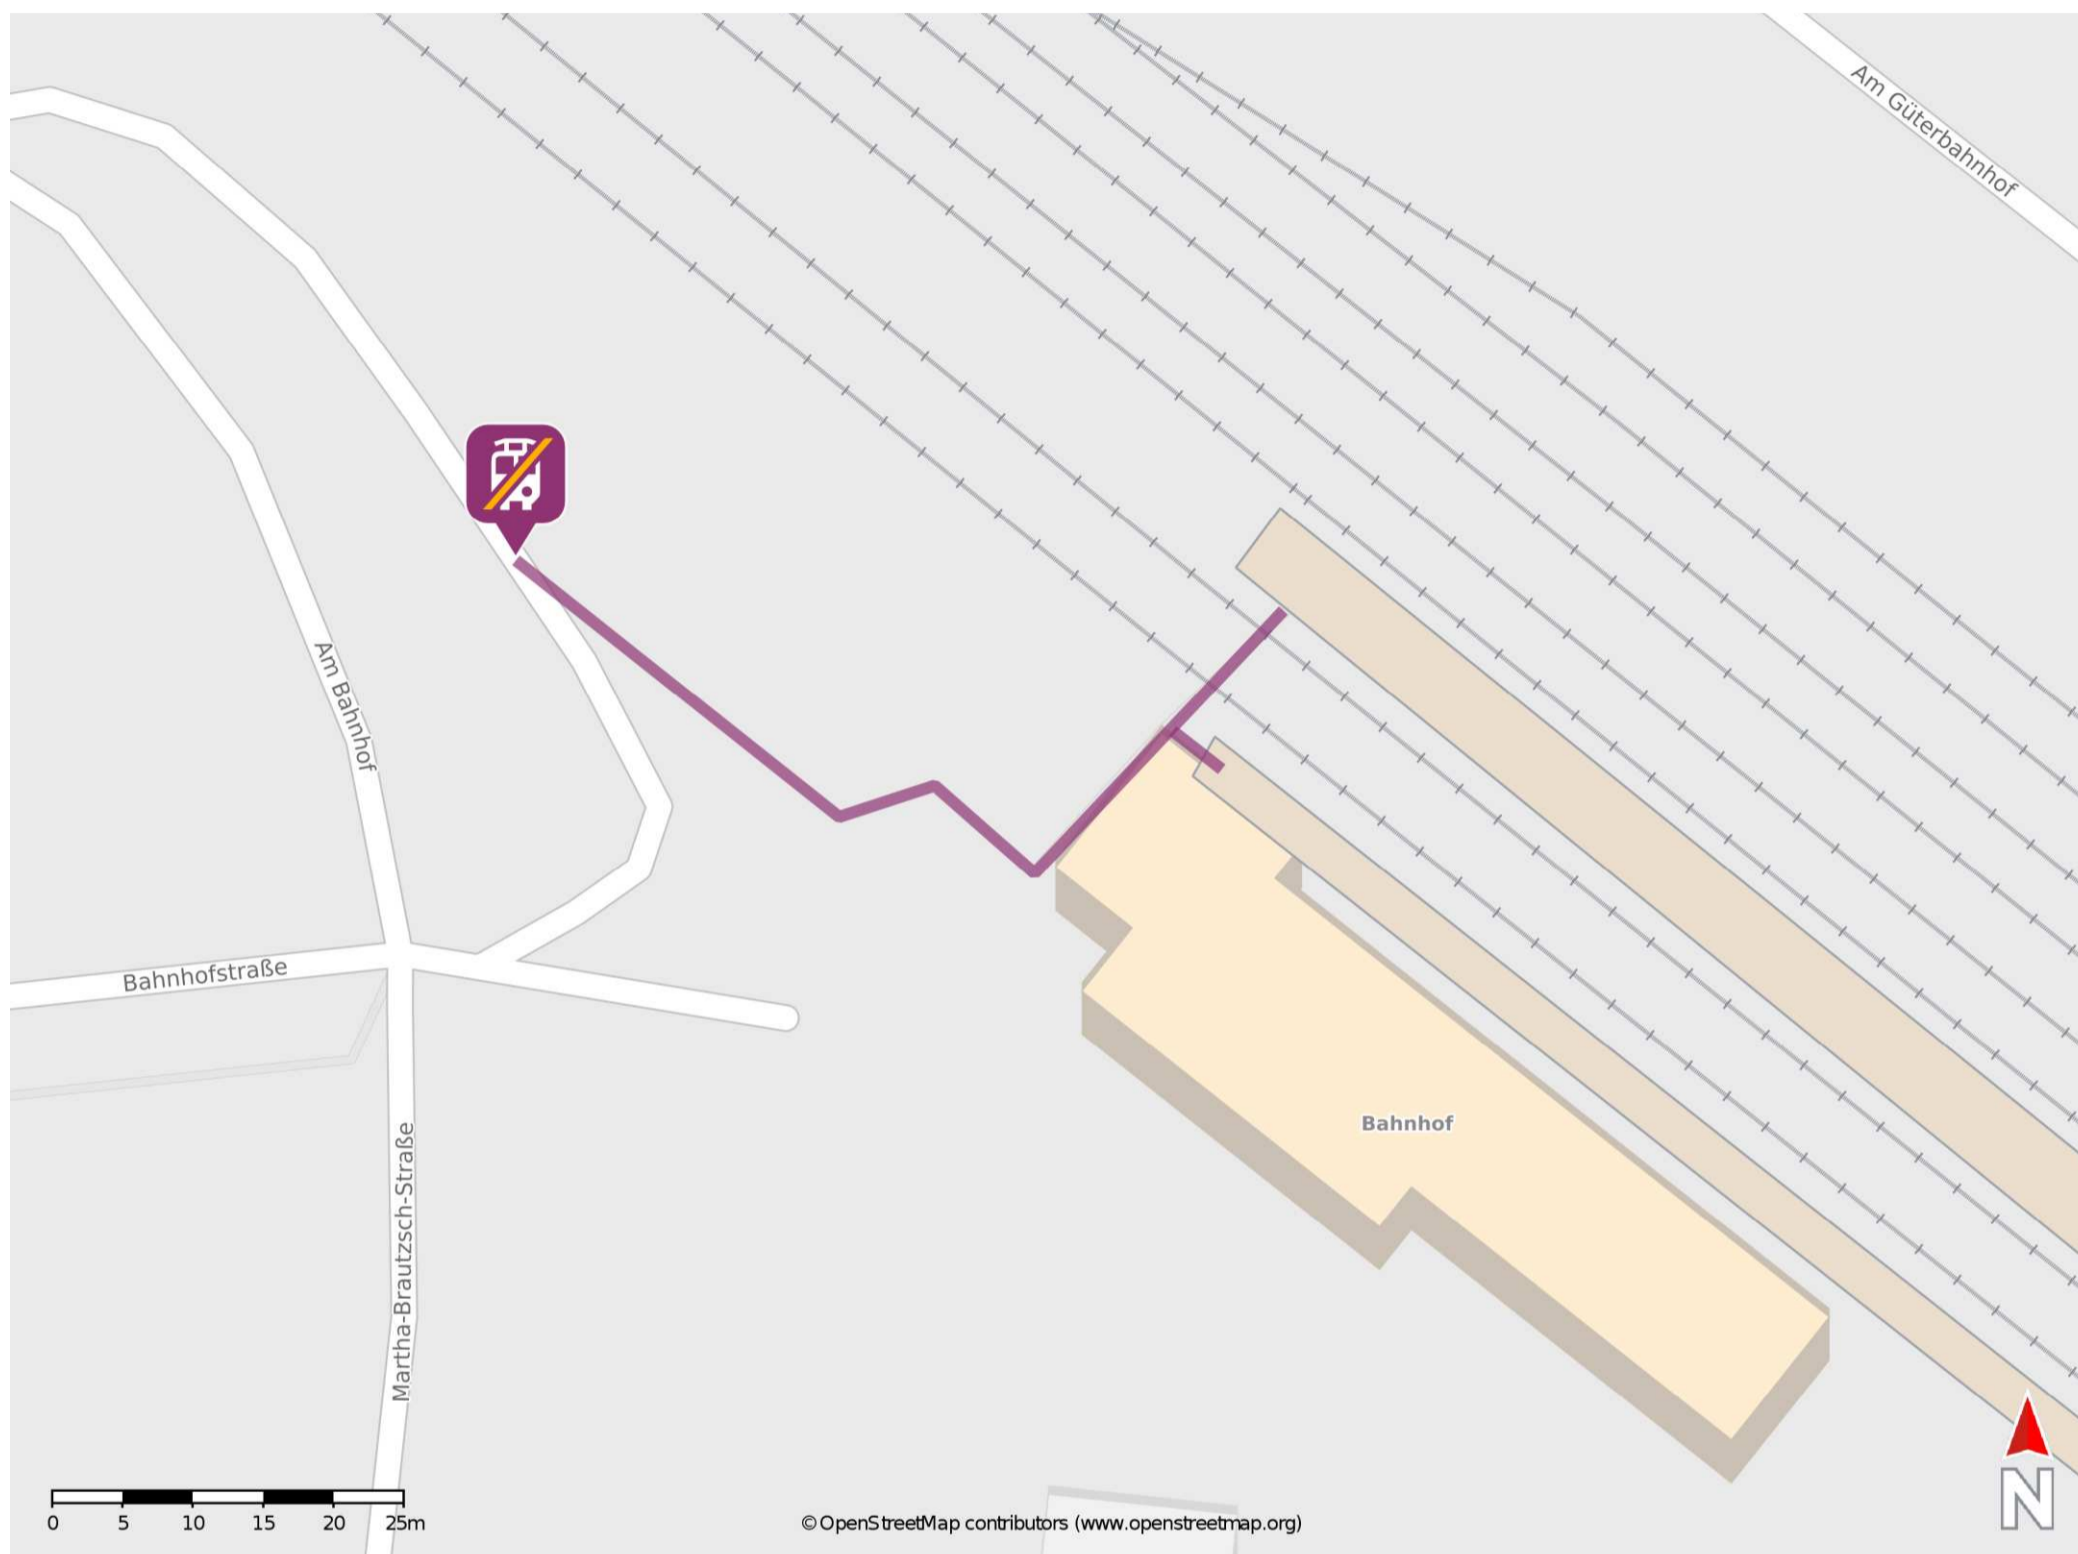 Am Güterbahnhof
Am Bahnhof
Bahnhofstraße
Bahnhof
Martha-Brautzsch-Straße
N
0 5 10 15 20 25m
© OpenStreetMap contributors (www.openstreetmap.org)